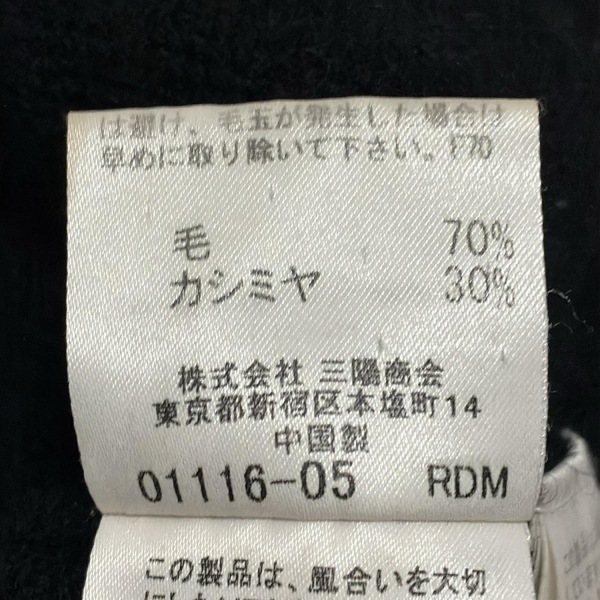 は避け、毛玉が発生した場合は
早めに取り除いて下さい。F70
毛 70%
カシミヤ 30%
株式会社 三陽商会
東京都新宿区本塩町14
中国製
01116-05 RDM
この製品は、風合いを大切